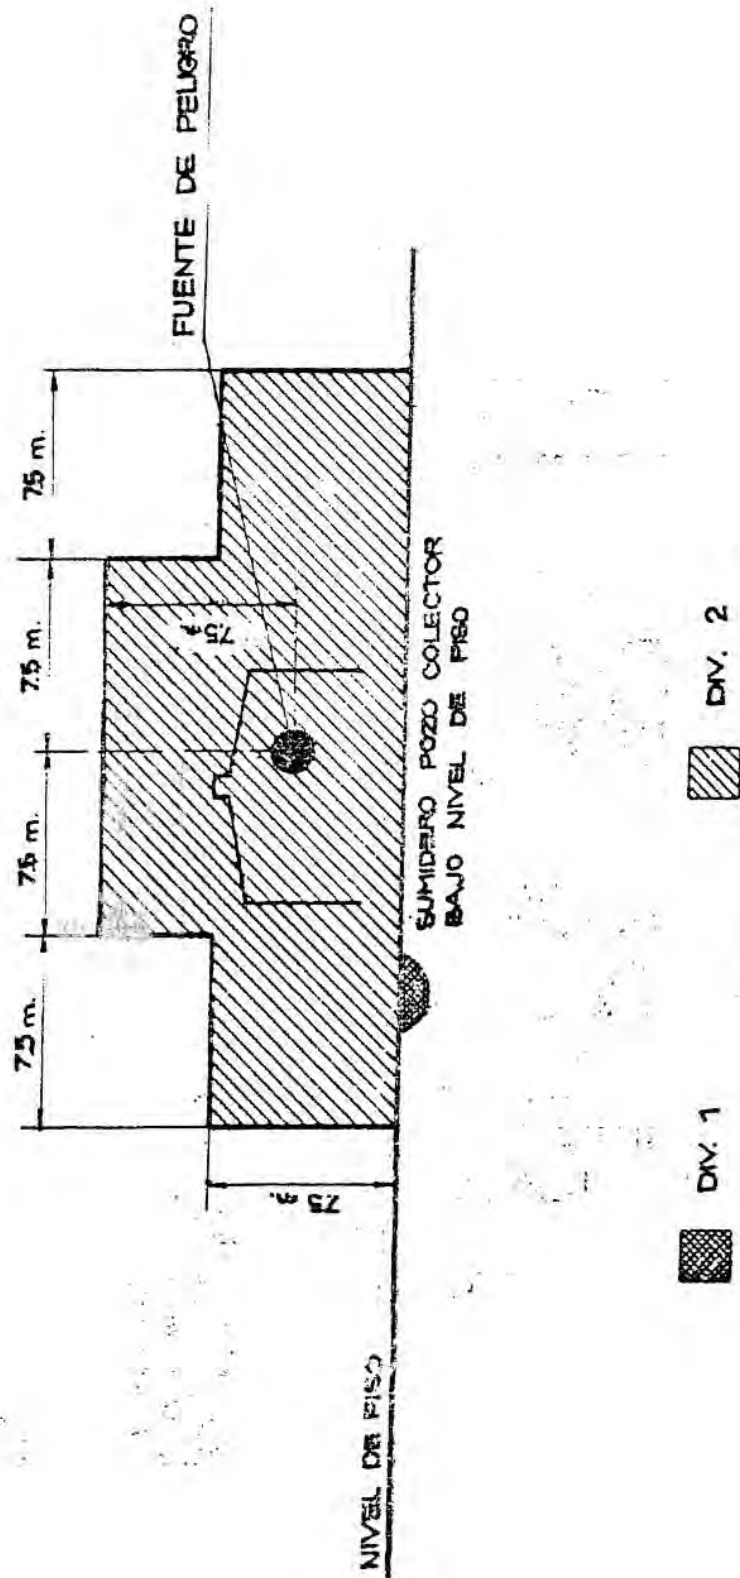 7.5 m.
7.5 m.
7.5 m.
7.5 m.
FUENTE DE PELIGRO
7.5 m.
7.5 m.
NIVEL DE PISO
SUMIDERO POZO COLECTOR
BAJO NIVEL DE PISO
DIV. 1
DIV. 2